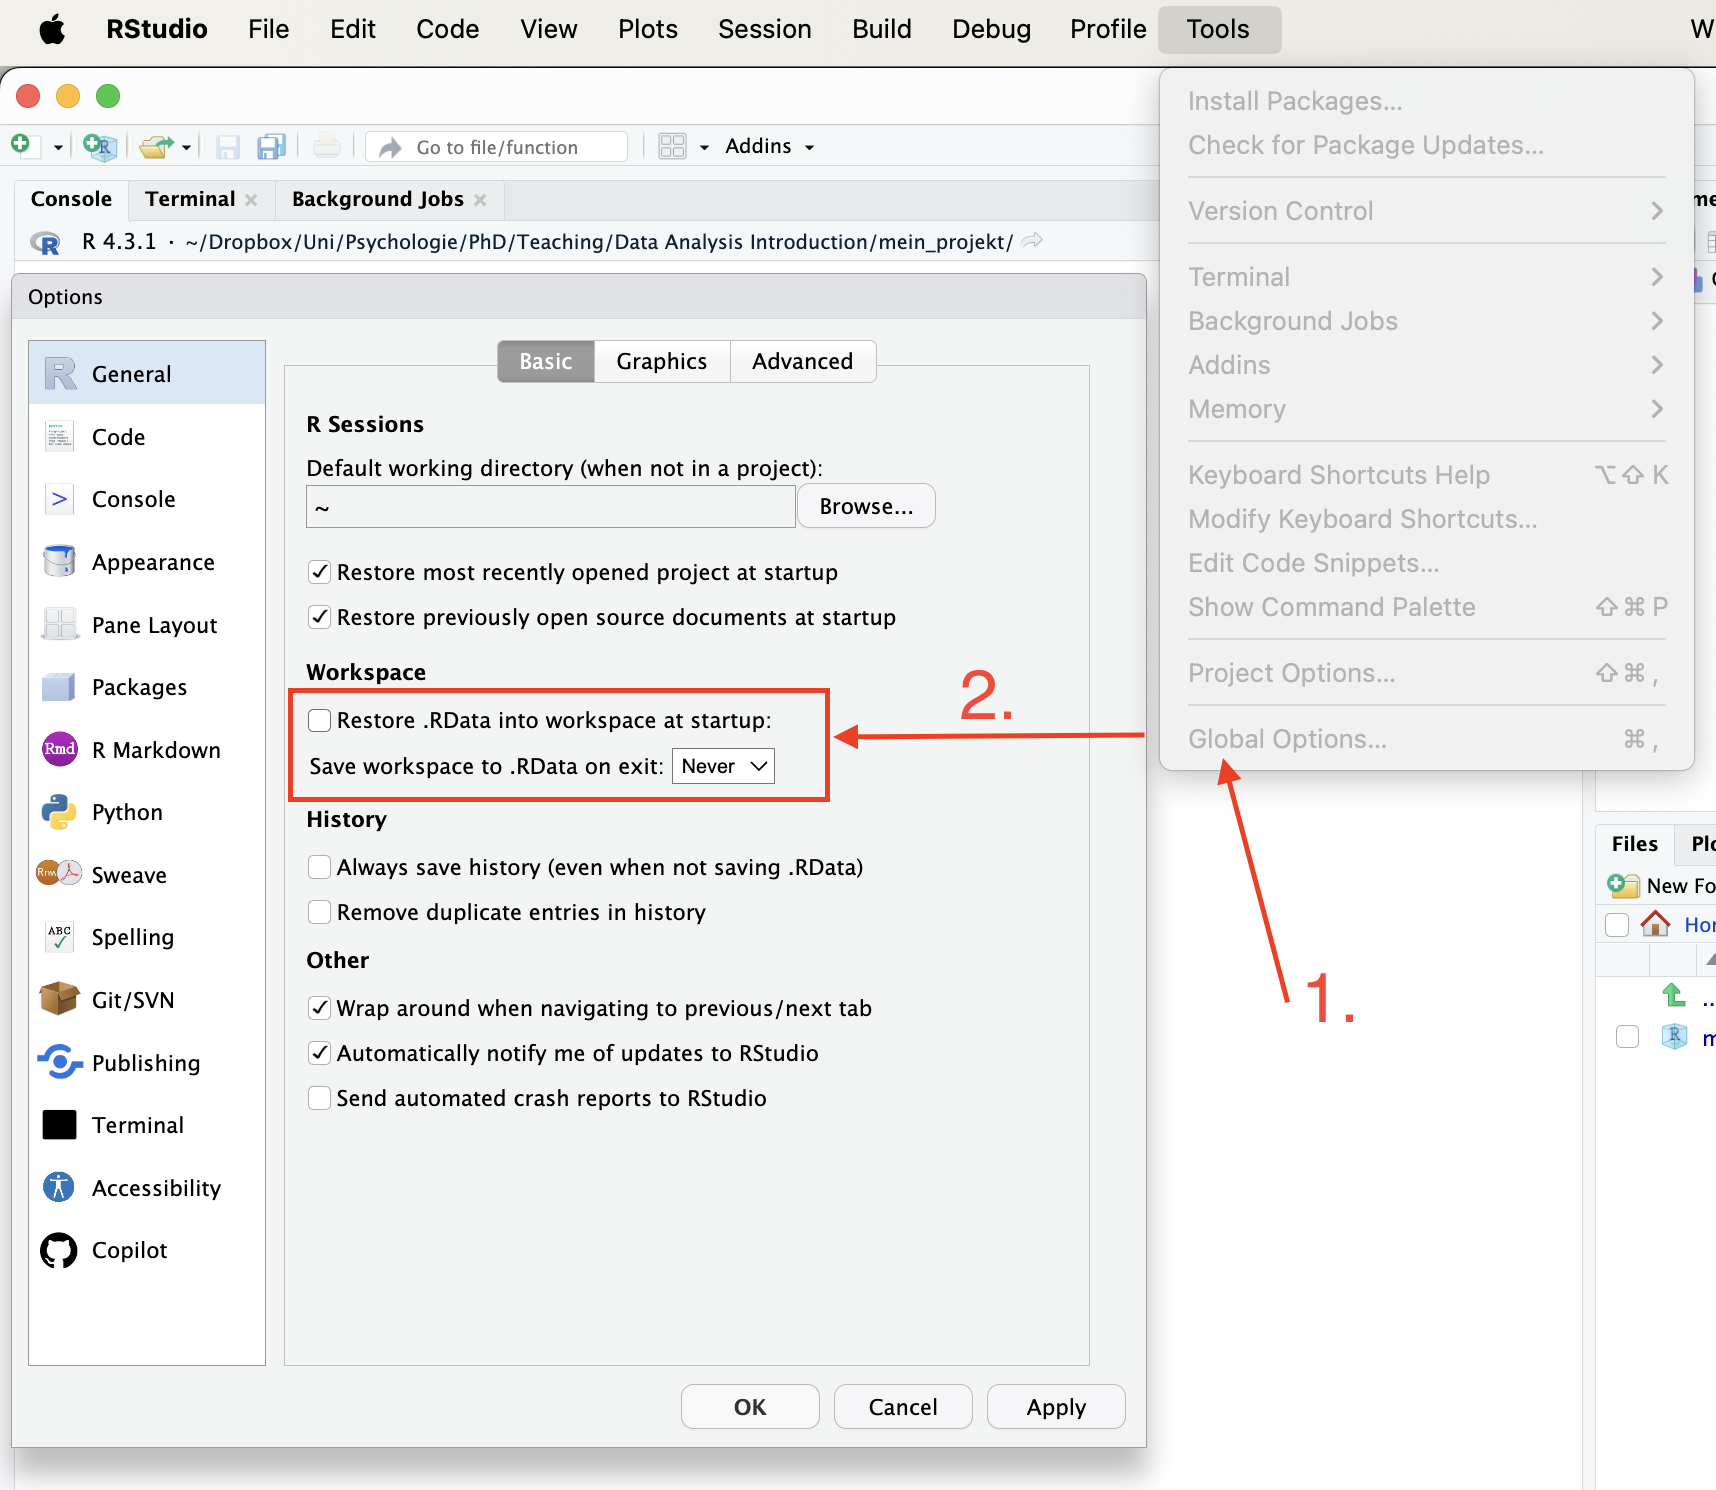 RStudio File Edit Code View Plots Session Build Debug Profile Tools W
Install Packages...
Check for Package Updates...
Version Control
Terminal
Background Jobs
Addins
Memory
Keyboard Shortcuts Help ⌥⇧ K
Modify Keyboard Shortcuts...
Edit Code Snippets...
Show Command Palette ⇧⌘ P
Project Options... ⇧⌘ ,
Global Options... ⌘ ,
Go to file/function Addins
Console Terminal Background Jobs
R 4.3.1 · ~/Dropbox/Uni/Psychologie/PhD/Teaching/Data Analysis Introduction/mein_projekt/
Options
General
Code
Console
Appearance
Pane Layout
Packages
Rmd R Markdown
Python
Rnw Sweave
ABC Spelling
Git/SVN
Publishing
Terminal
Accessibility
Copilot
Basic Graphics Advanced
R Sessions
Default working directory (when not in a project):
~ Browse...
Restore most recently opened project at startup
Restore previously open source documents at startup
Workspace
Restore .RData into workspace at startup:
Save workspace to .RData on exit: Never
History
Always save history (even when not saving .RData)
Remove duplicate entries in history
Other
Wrap around when navigating to previous/next tab
Automatically notify me of updates to RStudio
Send automated crash reports to RStudio
OK Cancel Apply
2.
1.
Files Plo
New Fo
Hor
..
m